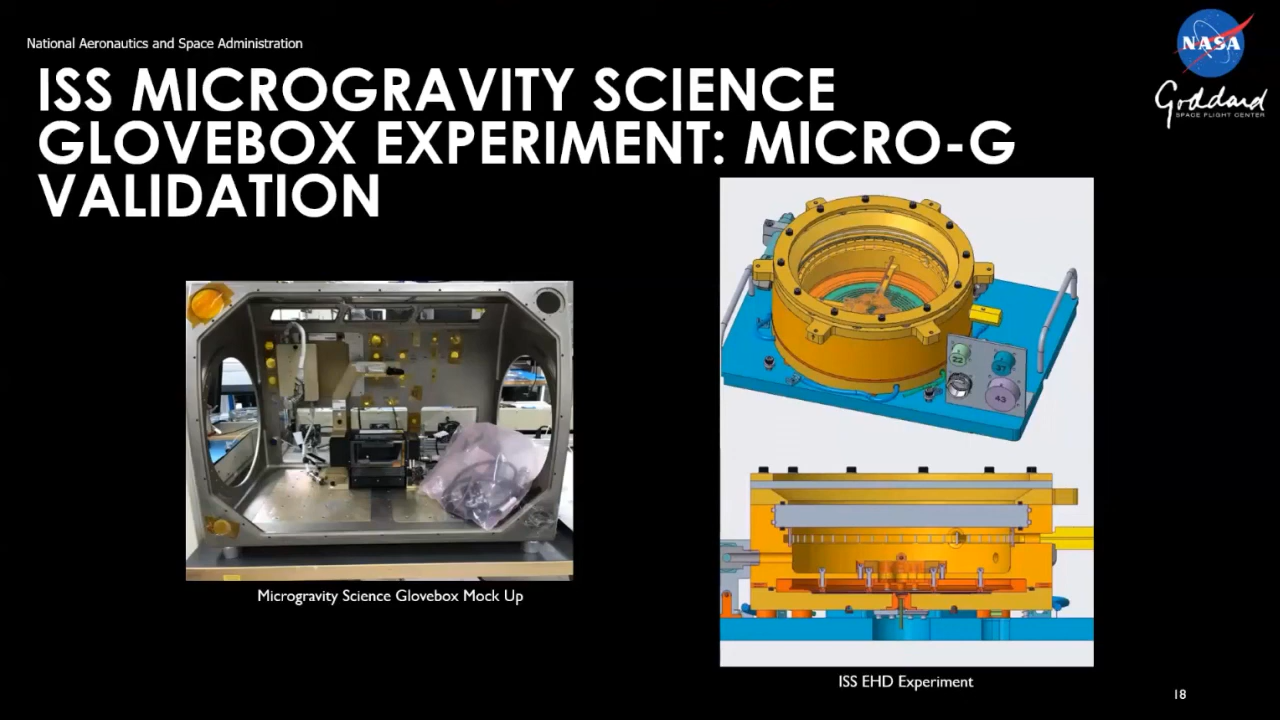 National Aeronautics and Space Administration
NASA
Goddard
SPACE FLIGHT CENTER
ISS MICROGRAVITY SCIENCE
GLOVEBOX EXPERIMENT: MICRO-G
VALIDATION
22
37
43
Microgravity Science Glovebox Mock Up
ISS EHD Experiment
18